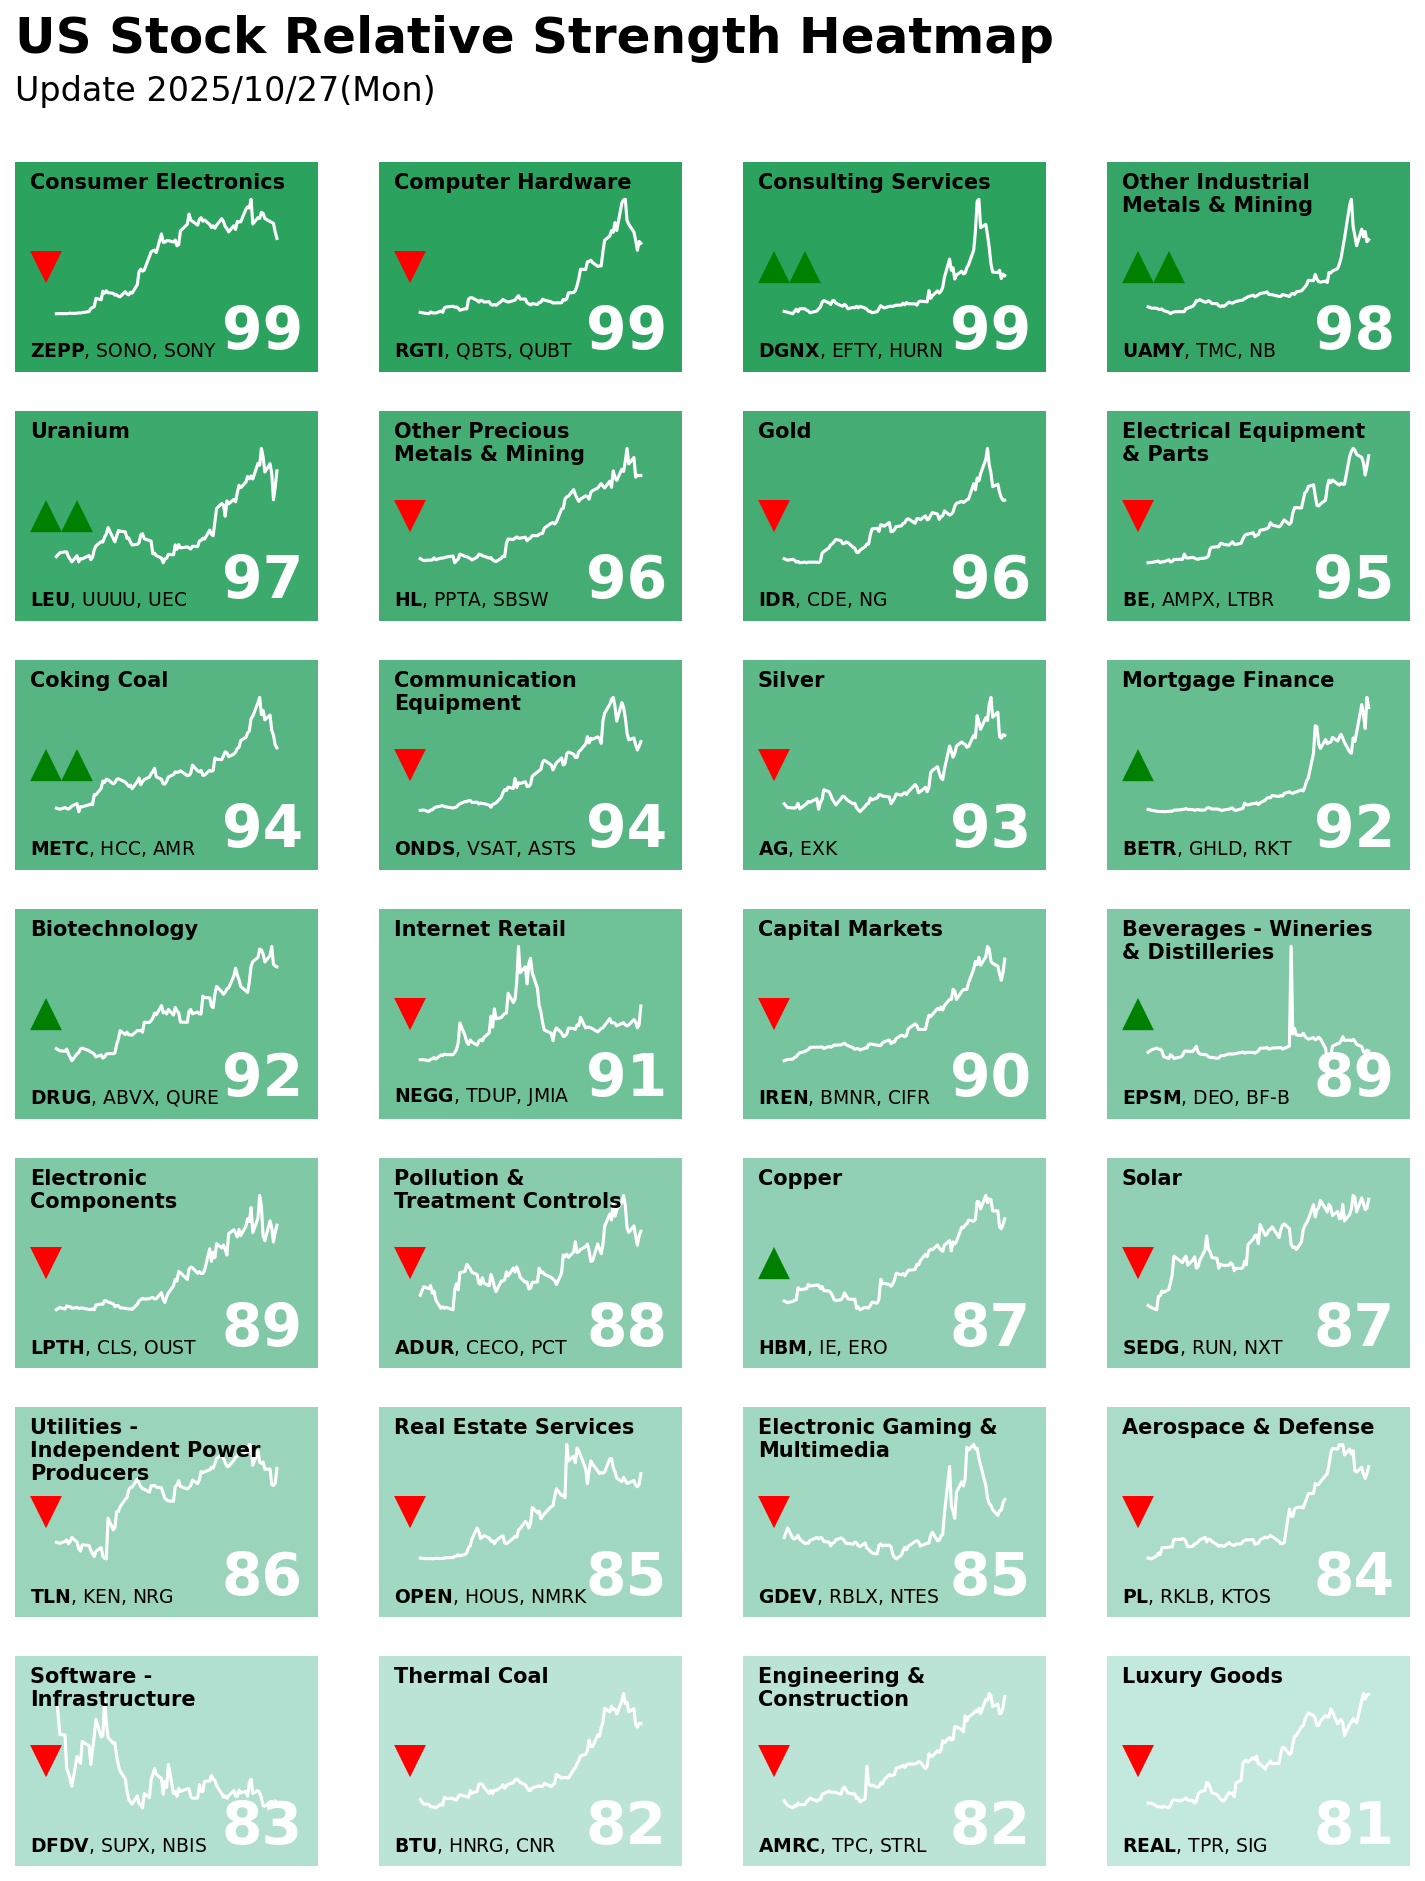 US Stock Relative Strength Heatmap
Update 2025/10/27(Mon)
Consumer Electronics
99
ZEPP, SONO, SONY
Computer Hardware
99
RGTI, QBTS, QUBT
Consulting Services
99
DGNX, EFTY, HURN
Other Industrial
Metals & Mining
98
UAMY, TMC, NB
Uranium
97
LEU, UUUU, UEC
Other Precious
Metals & Mining
96
HL, PPTA, SBSW
Gold
96
IDR, CDE, NG
Electrical Equipment
& Parts
95
BE, AMPX, LTBR
Coking Coal
94
METC, HCC, AMR
Communication
Equipment
94
ONDS, VSAT, ASTS
Silver
93
AG, EXK
Mortgage Finance
92
BETR, GHLD, RKT
Biotechnology
92
DRUG, ABVX, QURE
Internet Retail
91
NEGG, TDUP, JMIA
Capital Markets
90
IREN, BMNR, CIFR
Beverages - Wineries
& Distilleries
89
EPSM, DEO, BF-B
Electronic
Components
89
LPTH, CLS, OUST
Pollution &
Treatment Controls
88
ADUR, CECO, PCT
Copper
87
HBM, IE, ERO
Solar
87
SEDG, RUN, NXT
Utilities -
Independent Power
Producers
86
TLN, KEN, NRG
Real Estate Services
85
OPEN, HOUS, NMRK
Electronic Gaming &
Multimedia
85
GDEV, RBLX, NTES
Aerospace & Defense
84
PL, RKLB, KTOS
Software -
Infrastructure
83
DFDV, SUPX, NBIS
Thermal Coal
82
BTU, HNRG, CNR
Engineering &
Construction
82
AMRC, TPC, STRL
Luxury Goods
81
REAL, TPR, SIG